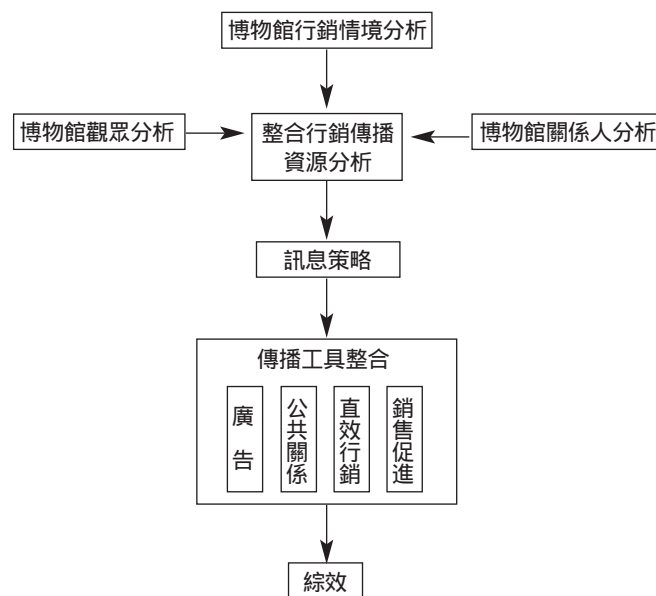 博物館行銷情境分析
博物館觀眾分析
整合行銷傳播
資源分析
博物館關係人分析
訊息策略
傳播工具整合
廣告
公共關係
直效行銷
銷售促進
綜效